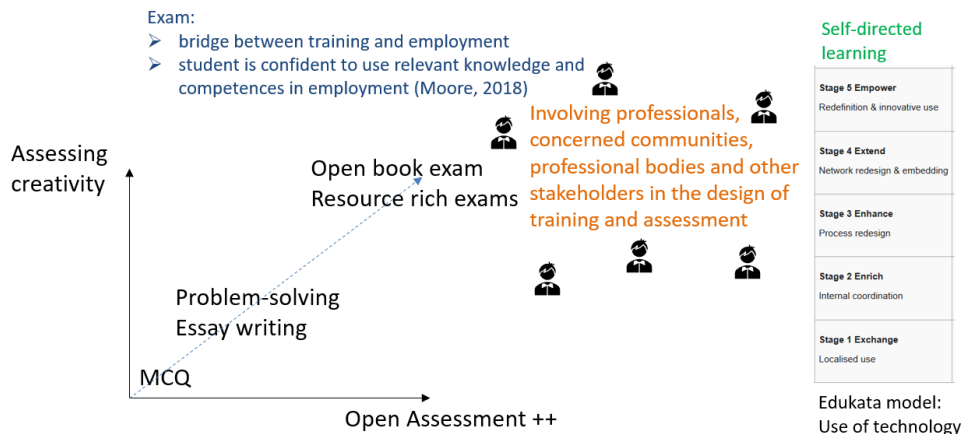 Exam:
➢ bridge between training and employment
➢ student is confident to use relevant knowledge and
competences in employment (Moore, 2018)
Assessing
creativity
Open book exam
Resource rich exams
Problem-solving
Essay writing
MCQ
Open Assessment ++
Involving professionals,
concerned communities,
professional bodies and other
stakeholders in the design of
training and assessment
Self-directed
learning
Stage 5 Empower
Redefinition & innovative use
Stage 4 Extend
Network redesign & embedding
Stage 3 Enhance
Process redesign
Stage 2 Enrich
Internal coordination
Stage 1 Exchange
Localised use
Edukata model:
Use of technology